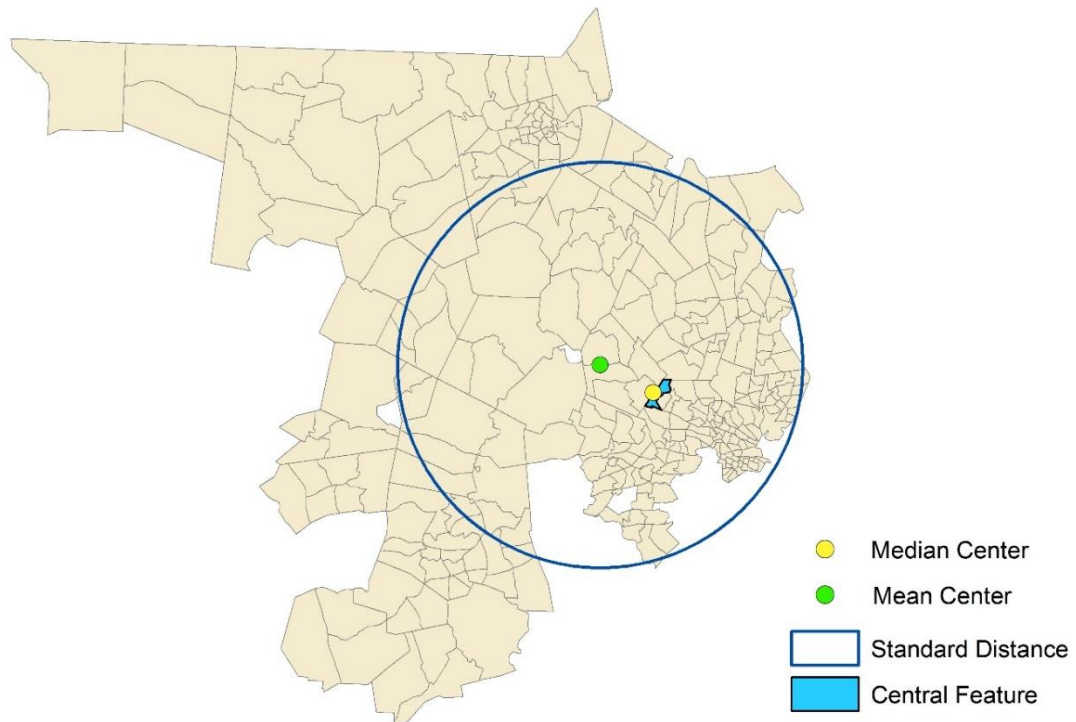 Median Center
Mean Center
Standard Distance
Central Feature